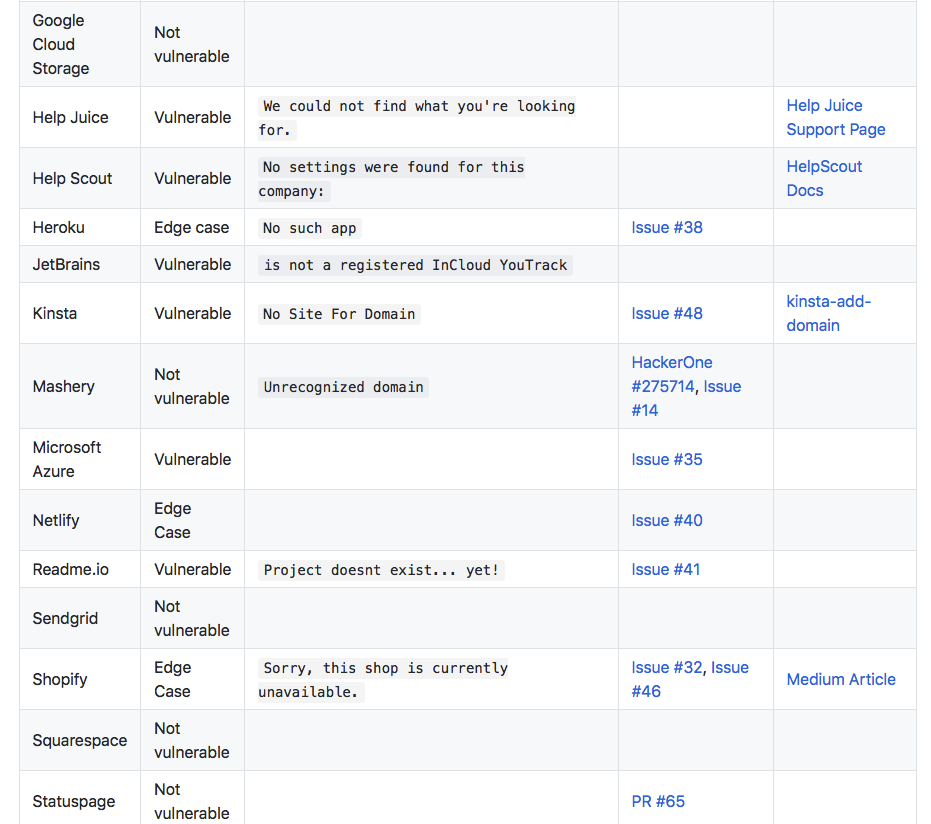 Google
Cloud
Storage
Not
vulnerable
Help Juice
Vulnerable
We could not find what you're looking
for.
Help Juice
Support Page
Help Scout
Vulnerable
No settings were found for this
company:
HelpScout
Docs
Heroku
Edge case
No such app
Issue #38
JetBrains
Vulnerable
is not a registered InCloud YouTrack
Kinsta
Vulnerable
No Site For Domain
Issue #48
kinsta-add-
domain
Mashery
Not
vulnerable
Unrecognized domain
HackerOne
#275714, Issue
#14
Microsoft
Azure
Vulnerable
Issue #35
Netlify
Edge
Case
Issue #40
Readme.io
Vulnerable
Project doesnt exist... yet!
Issue #41
Sendgrid
Not
vulnerable
Shopify
Edge
Case
Sorry, this shop is currently
unavailable.
Issue #32, Issue
#46
Medium Article
Squarespace
Not
vulnerable
Statuspage
Not
vulnerable
PR #65